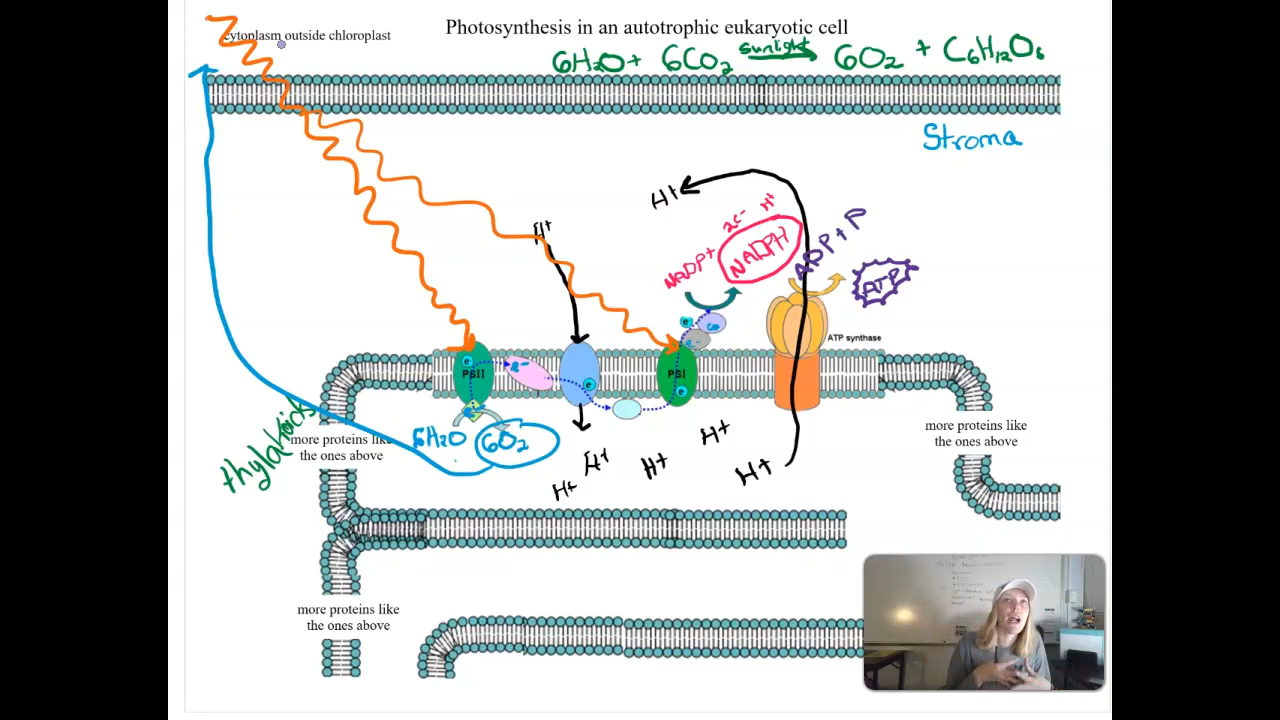 Photosynthesis in an autotrophic eukaryotic cell
cytoplasm outside chloroplast
6H2O + 6CO2 sunlight 6O2 + C6H12O6
Stroma
H+
H+
NADP+ 2e- H+
NADPH
ADP + P
ATP
ATP synthase
e-
e-
e-
e-
PSII
e-
e-
PSI
e-
thylakoids
more proteins like
the ones above
6H2O
6O2
more proteins like
the ones above
H+
H+
H+
H+
H+
more proteins like
the ones above